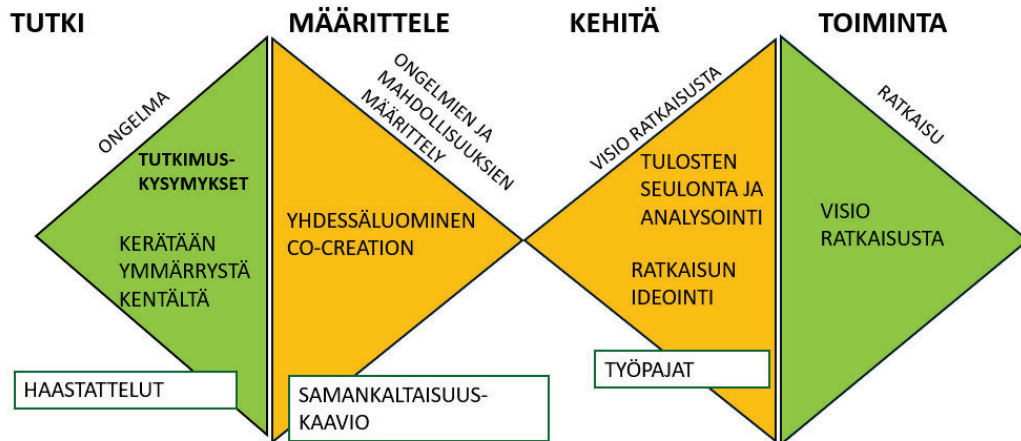 TUTKI
MÄÄRITTELE
KEHITÄ
TOIMINTA
ONGELMA
TUTKIMUS-
KYSYMYKSET
KERÄTÄÄN
YMMÄRRYSTÄ
KENTÄLTÄ
HAASTATTELUT
ONGELMIEN JA
MAHDOLLISUUKSIEN
MÄÄRITTELY
YHDESSÄLUOMINEN
CO-CREATION
SAMANKALTAISUUS-
KAAVIO
VISIO RATKAISUSTA
TULOSTEN
SEULONTA JA
ANALYSOINTI
RATKAISUN
IDEOINTI
TYÖPAJAT
RATKAISU
VISIO
RATKAISUSTA